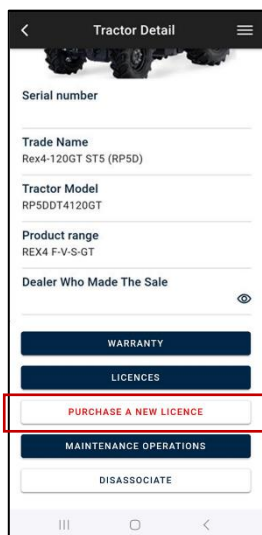 Tractor Detail
Serial number
Trade Name
Rex4-120GT ST5 (RP5D)
Tractor Model
RP5DDT4120GT
Product range
REX4 F-V-S-GT
Dealer Who Made The Sale
WARRANTY
LICENCES
PURCHASE A NEW LICENCE
MAINTENANCE OPERATIONS
DISASSOCIATE